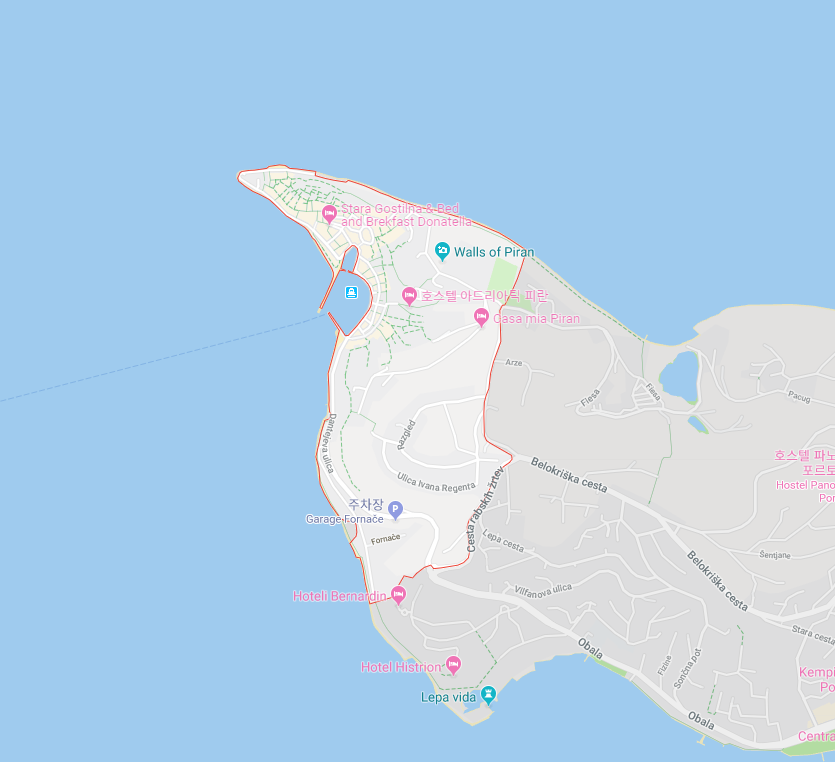 Stara Gostilna & Bed
and Brekfast Donatella
Walls of Piran
호스텔 아드리아틱 피란
Casa mia Piran
Arze
Fiesa
Fiesa
Pacug
Dantejeva ulica
Razgled
호스텔 파노
포르토
Hostel Pano
Por
Belokriška cesta
Ulica Ivana Regenta
주차장
Garage Fornače
P
Cesta rabskih žrtev
Fornače
Lepa cesta
Šentjane
Belokriška cesta
Vilfanova ulica
Hoteli Bernardin
Stara cesta
Obala
Fizine
Sončna pot
Hotel Histrion
Kempi
Po
Lepa vida
Obala
Centra